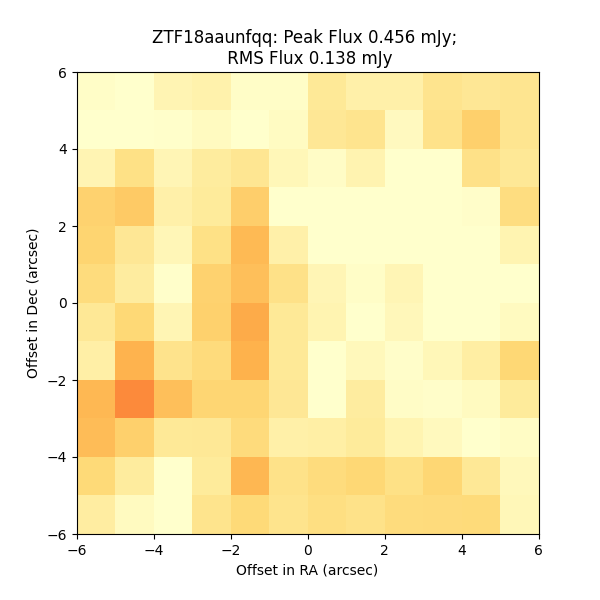 ZTF18aaunfqq: Peak Flux 0.456 mJy;
RMS Flux 0.138 mJy
6
4
2
0
−2
−4
−6
Offset in Dec (arcsec)
−6 −4 −2 0 2 4 6
Offset in RA (arcsec)